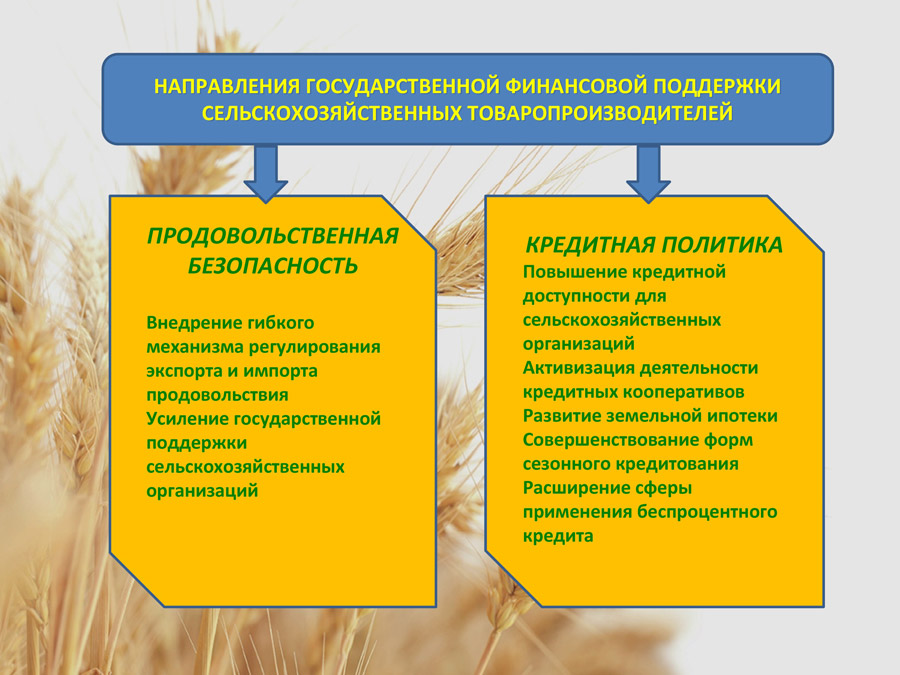 НАПРАВЛЕНИЯ ГОСУДАРСТВЕННОЙ ФИНАНСОВОЙ ПОДДЕРЖКИ
СЕЛЬСКОХОЗЯЙСТВЕННЫХ ТОВАРОПРОИЗВОДИТЕЛЕЙ
ПРОДОВОЛЬСТВЕННАЯ
БЕЗОПАСНОСТЬ
Внедрение гибкого
механизма регулирования
экспорта и импорта
продовольствия
Усиление государственной
поддержки
сельскохозяйственных
организаций
КРЕДИТНАЯ ПОЛИТИКА
Повышение кредитной
доступности для
сельскохозяйственных
организаций
Активизация деятельности
кредитных кооперативов
Развитие земельной ипотеки
Совершенствование форм
сезонного кредитования
Расширение сферы
применения беспроцентного
кредита